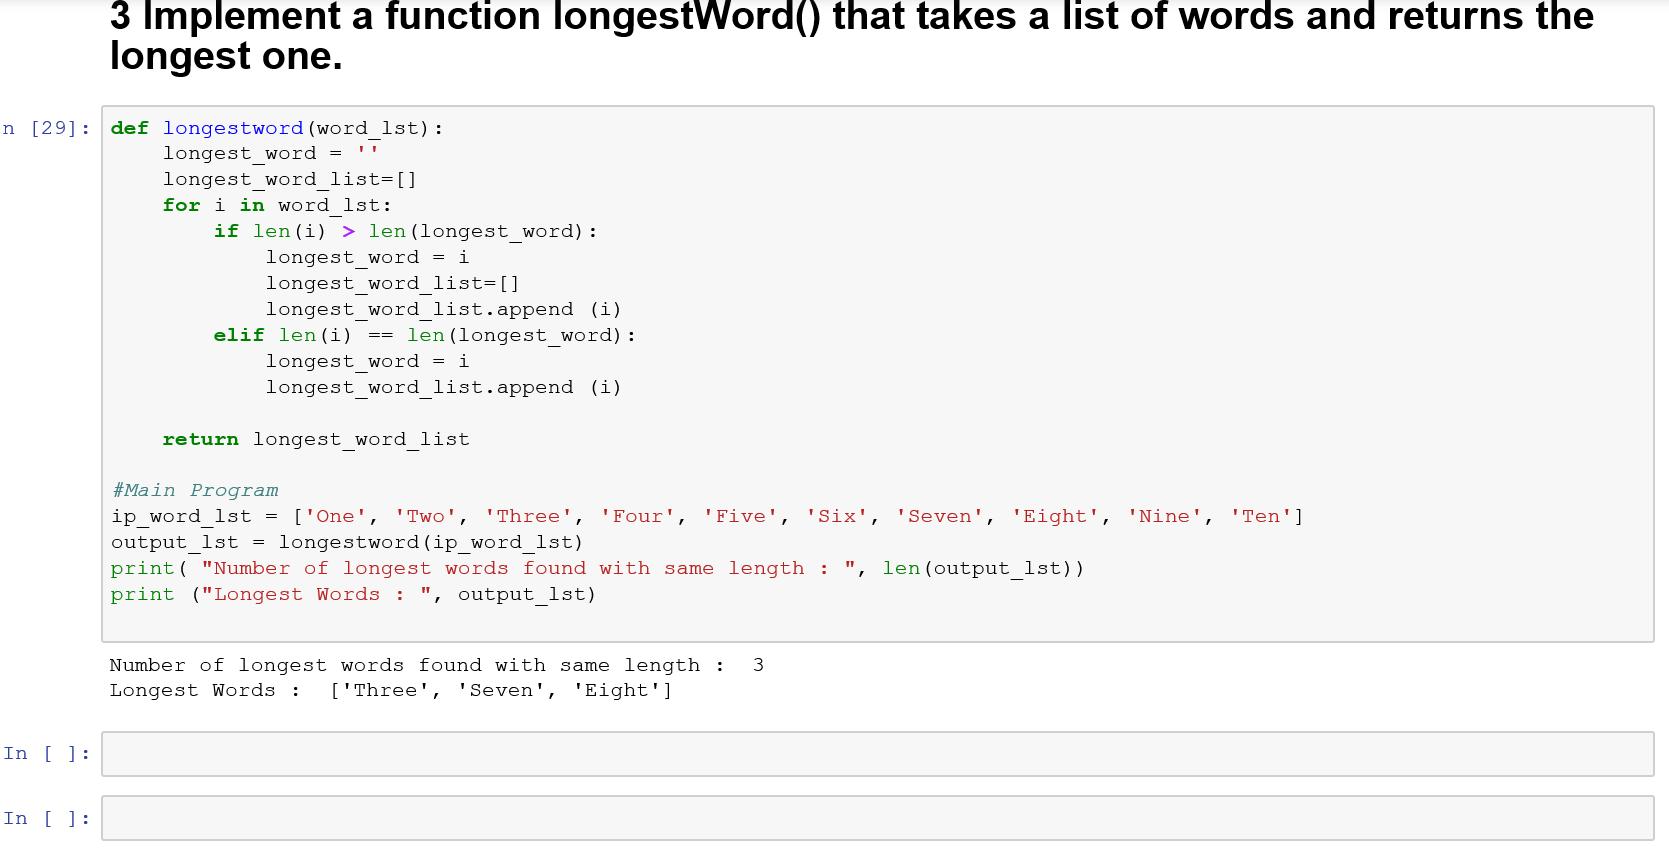 3 Implement a function longestWord() that takes a list of words and returns the
longest one.
n [29]:
def longestword(word_lst):
    longest_word = ''
    longest_word_list=[]
    for i in word_lst:
        if len(i) > len(longest_word):
            longest_word = i
            longest_word_list=[]
            longest_word_list.append (i)
        elif len(i) == len(longest_word):
            longest_word = i
            longest_word_list.append (i)
    return longest_word_list
#Main Program
ip_word_lst = ['One', 'Two', 'Three', 'Four', 'Five', 'Six', 'Seven', 'Eight', 'Nine', 'Ten']
output_lst = longestword(ip_word_lst)
print( "Number of longest words found with same length : ", len(output_lst))
print ("Longest Words : ", output_lst)
Number of longest words found with same length :  3
Longest Words :  ['Three', 'Seven', 'Eight']
In [ ]:
In [ ]: